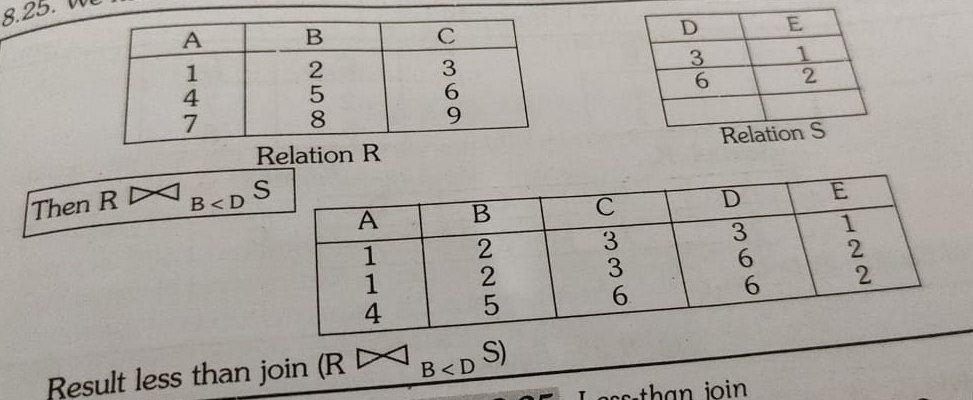 8.25. We
A B C
1 2 3
4 5 6
7 8 9
Relation R
D E
3 1
6 2
Relation S
Then R ⋈ B < D S
A B C D E
1 2 3 3 1
1 2 3 6 2
4 5 6 6 2
Result less than join (R ⋈ B < D S)
Less-than join